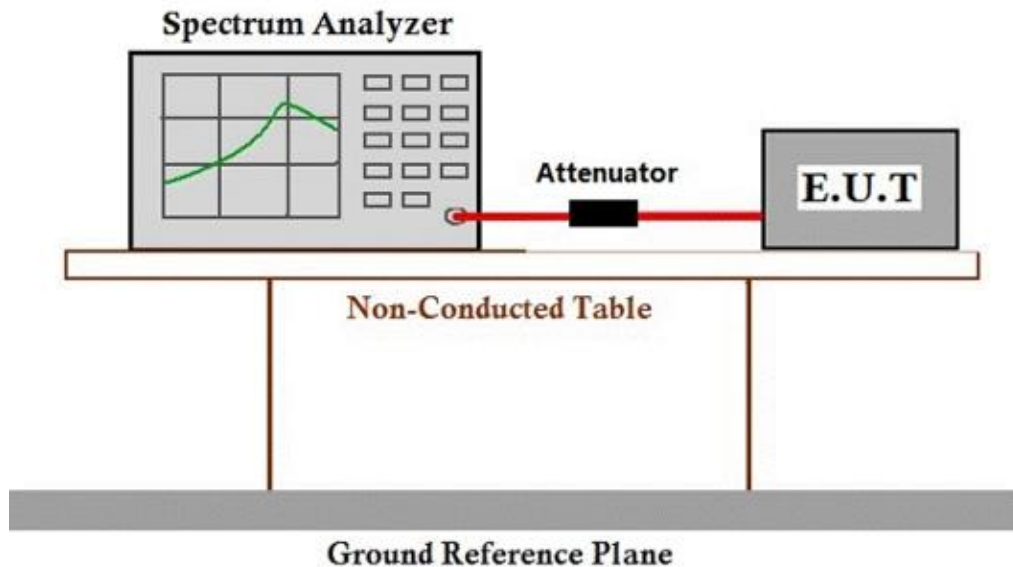 Spectrum Analyzer
Attenuator
E.U.T
Non-Conducted Table
Ground Reference Plane